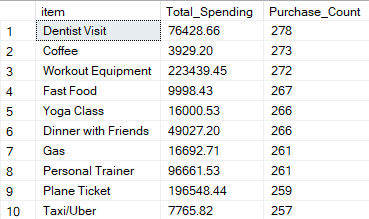 item Total_Spending Purchase_Count
1 Dentist Visit 76428.66 278
2 Coffee 3929.20 273
3 Workout Equipment 223439.45 272
4 Fast Food 9998.43 267
5 Yoga Class 16000.53 266
6 Dinner with Friends 49027.20 266
7 Gas 16692.71 261
8 Personal Trainer 96661.53 261
9 Plane Ticket 196548.44 259
10 Taxi/Uber 7765.82 257